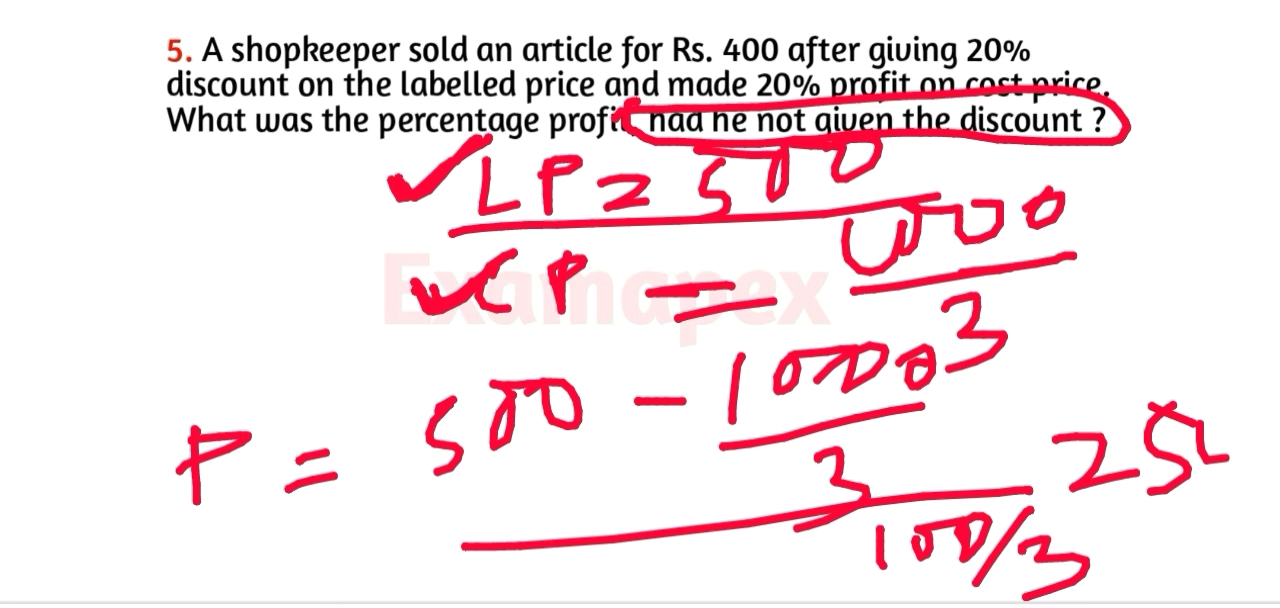 5. A shopkeeper sold an article for Rs. 400 after giving 20%
discount on the labelled price and made 20% profit on cost price.
What was the percentage profit had he not given the discount ?
LP = 500
Examapex
CP = 1000
3
P = 500 - 1000
3
100/3